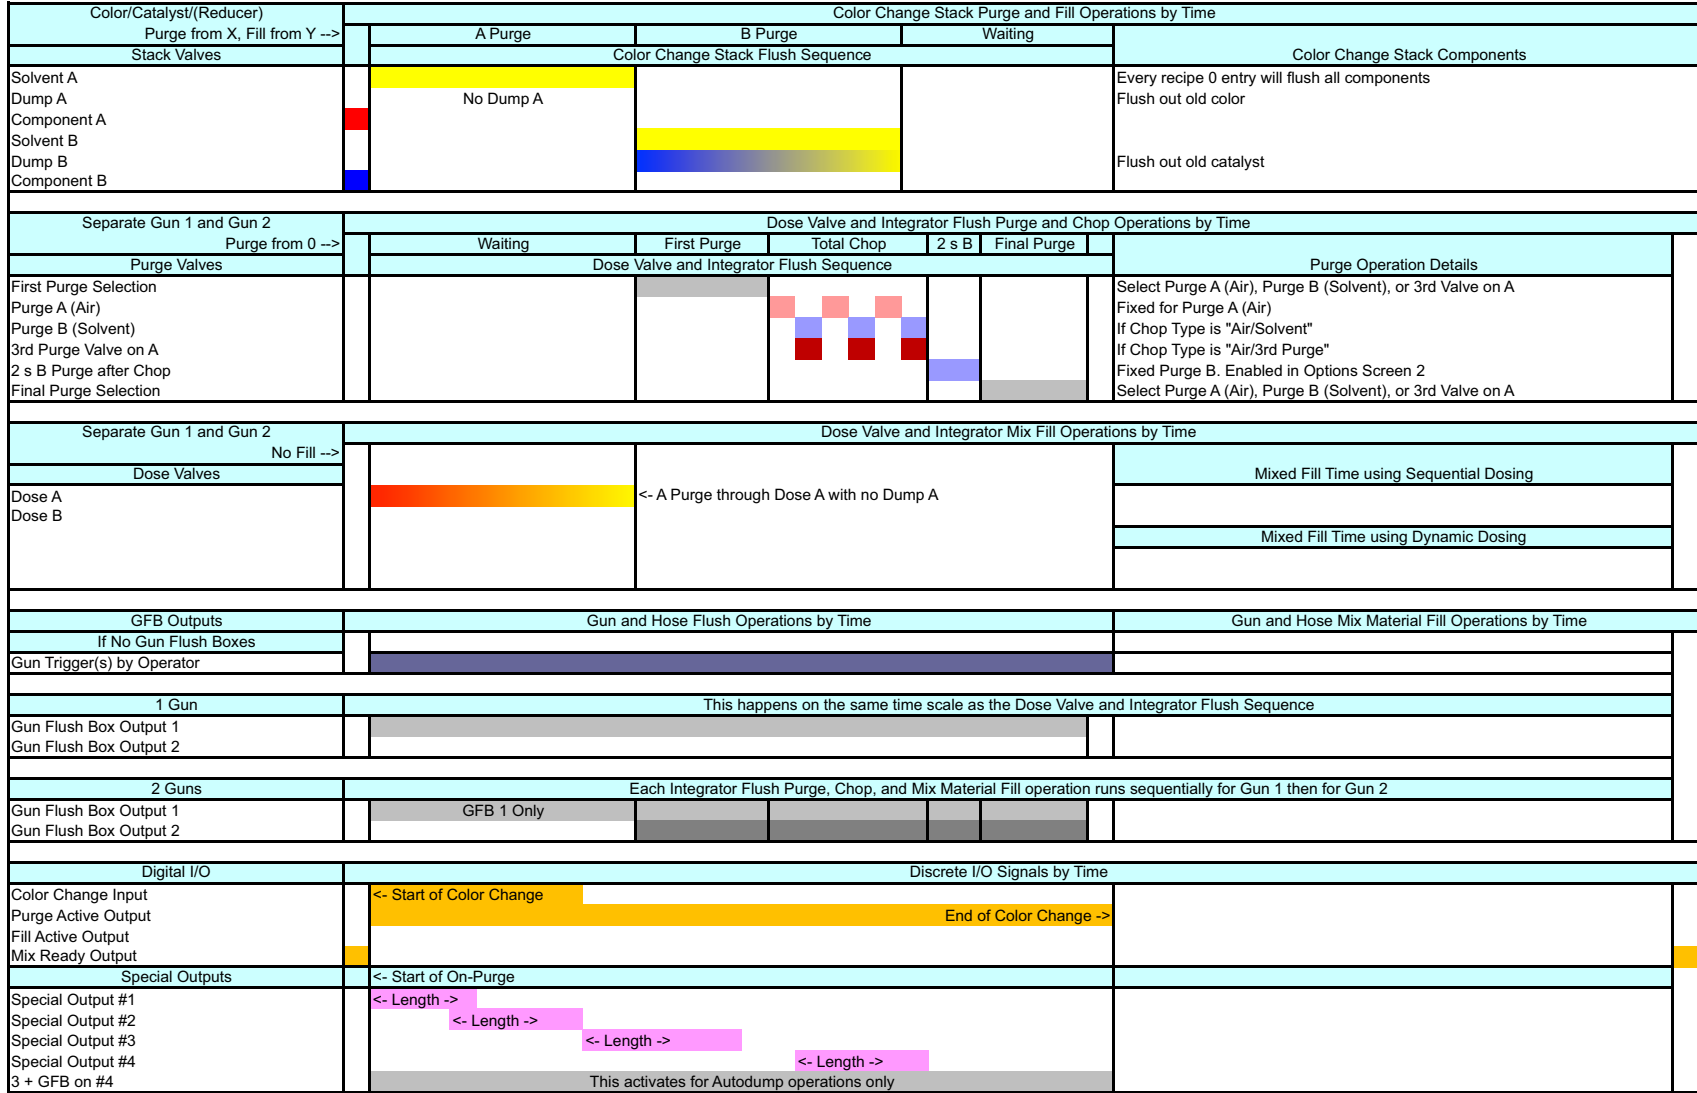 Color/Catalyst/(Reducer)
Color Change Stack Purge and Fill Operations by Time
Purge from X, Fill from Y -->
A Purge
B Purge
Waiting
Stack Valves
Color Change Stack Flush Sequence
Color Change Stack Components
Solvent A
Every recipe 0 entry will flush all components
Dump A
No Dump A
Flush out old color
Component A
Solvent B
Dump B
Flush out old catalyst
Component B
Separate Gun 1 and Gun 2
Dose Valve and Integrator Flush Purge and Chop Operations by Time
Purge from 0 -->
Waiting
First Purge
Total Chop
2 s B
Final Purge
Purge Valves
Dose Valve and Integrator Flush Sequence
Purge Operation Details
First Purge Selection
Select Purge A (Air), Purge B (Solvent), or 3rd Valve on A
Purge A (Air)
Fixed for Purge A (Air)
Purge B (Solvent)
If Chop Type is "Air/Solvent"
3rd Purge Valve on A
If Chop Type is "Air/3rd Purge"
2 s B Purge after Chop
Fixed Purge B. Enabled in Options Screen 2
Final Purge Selection
Select Purge A (Air), Purge B (Solvent), or 3rd Valve on A
Separate Gun 1 and Gun 2
Dose Valve and Integrator Mix Fill Operations by Time
No Fill -->
Dose Valves
Mixed Fill Time using Sequential Dosing
Dose A
<- A Purge through Dose A with no Dump A
Dose B
Mixed Fill Time using Dynamic Dosing
GFB Outputs
Gun and Hose Flush Operations by Time
Gun and Hose Mix Material Fill Operations by Time
If No Gun Flush Boxes
Gun Trigger(s) by Operator
1 Gun
This happens on the same time scale as the Dose Valve and Integrator Flush Sequence
Gun Flush Box Output 1
Gun Flush Box Output 2
2 Guns
Each Integrator Flush Purge, Chop, and Mix Material Fill operation runs sequentially for Gun 1 then for Gun 2
Gun Flush Box Output 1
GFB 1 Only
Gun Flush Box Output 2
Digital I/O
Discrete I/O Signals by Time
Color Change Input
<- Start of Color Change
Purge Active Output
End of Color Change ->
Fill Active Output
Mix Ready Output
Special Outputs
<- Start of On-Purge
Special Output #1
<- Length ->
Special Output #2
<- Length ->
Special Output #3
<- Length ->
Special Output #4
<- Length ->
3 + GFB on #4
This activates for Autodump operations only